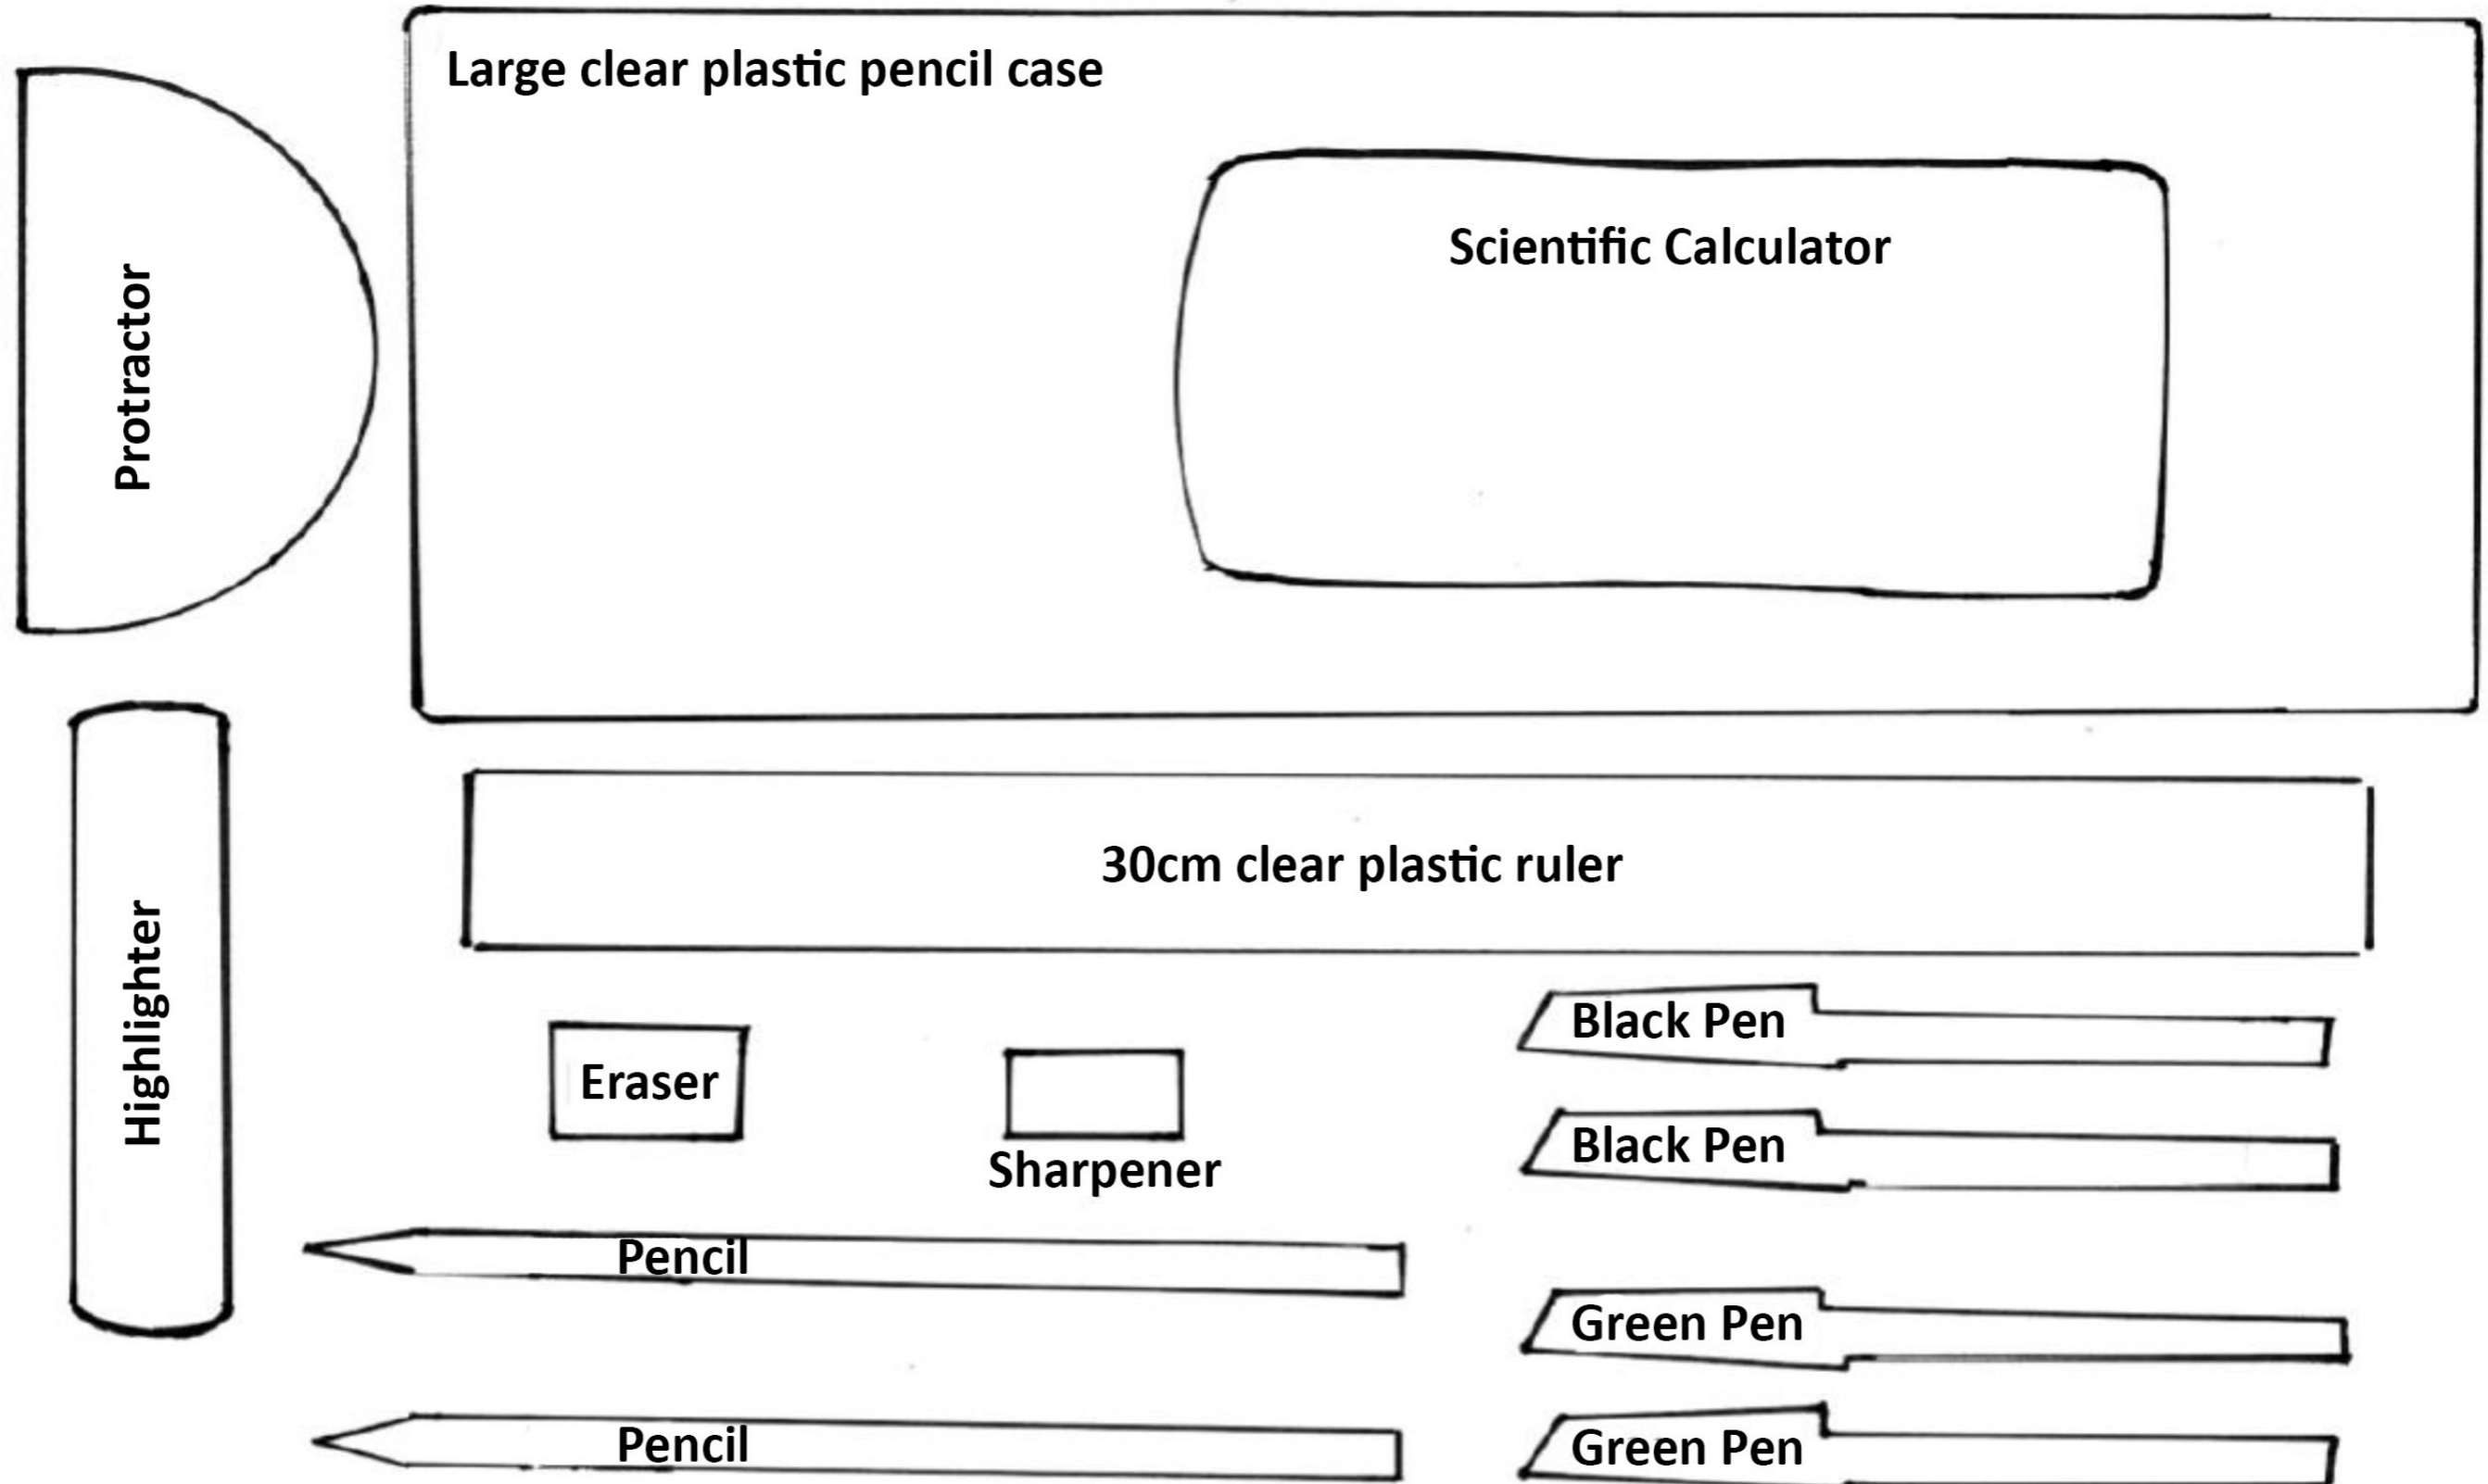 Large clear plastic pencil case
Scientific Calculator
Protractor
30cm clear plastic ruler
Highlighter
Eraser
Sharpener
Black Pen
Black Pen
Pencil
Green Pen
Pencil
Green Pen